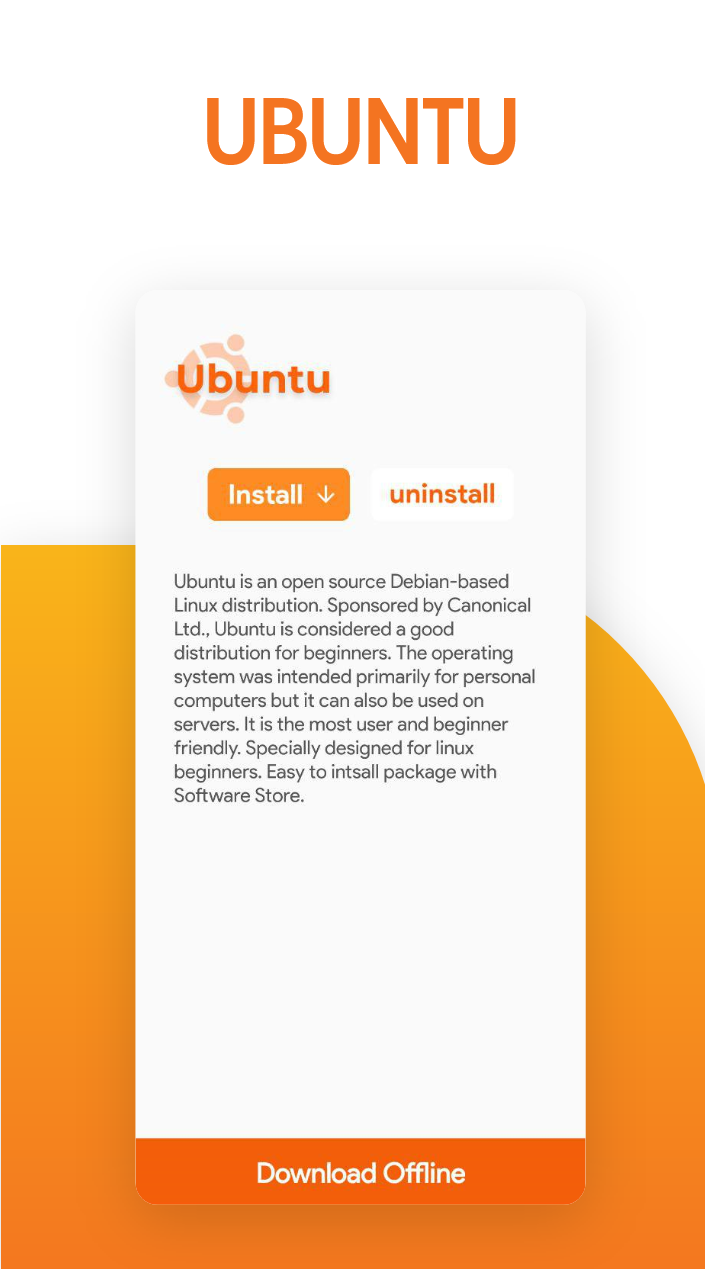 UBUNTU
Ubuntu
Install ↓
uninstall
Ubuntu is an open source Debian-based
Linux distribution. Sponsored by Canonical
Ltd., Ubuntu is considered a good
distribution for beginners. The operating
system was intended primarily for personal
computers but it can also be used on
servers. It is the most user and beginner
friendly. Specially designed for linux
beginners. Easy to intsall package with
Software Store.
Download Offline